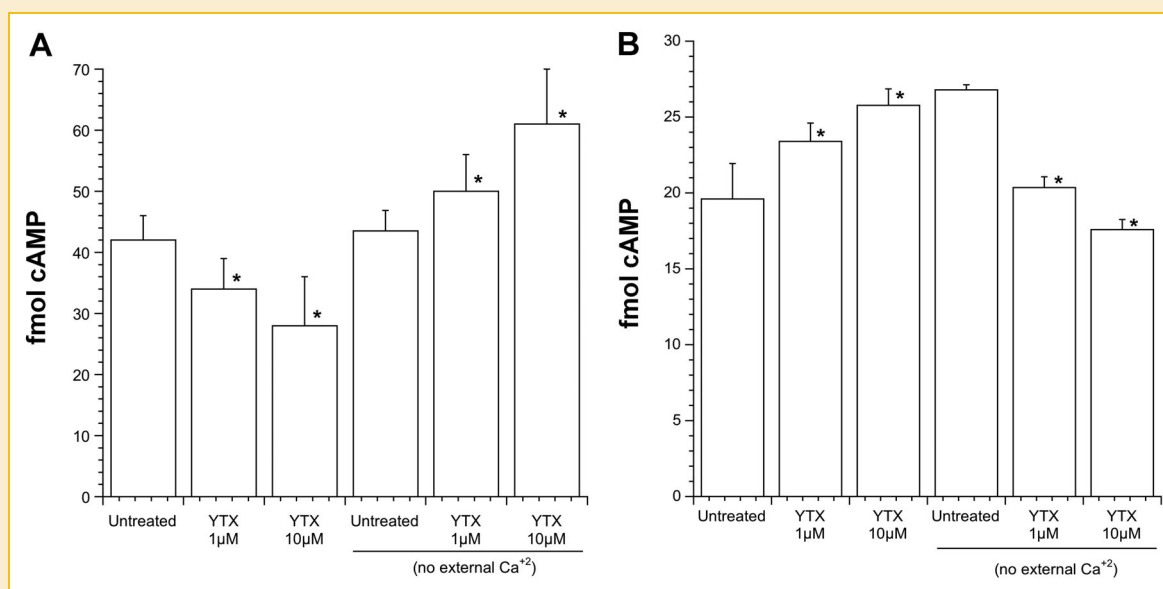 A
fmol cAMP
70
60
50
40
30
20
10
0
*
*
*
*
Untreated
YTX
1µM
YTX
10µM
Untreated
YTX
1µM
YTX
10µM
(no external Ca+2)
B
fmol cAMP
30
25
20
15
10
5
0
*
*
*
*
Untreated
YTX
1µM
YTX
10µM
Untreated
YTX
1µM
YTX
10µM
(no external Ca+2)